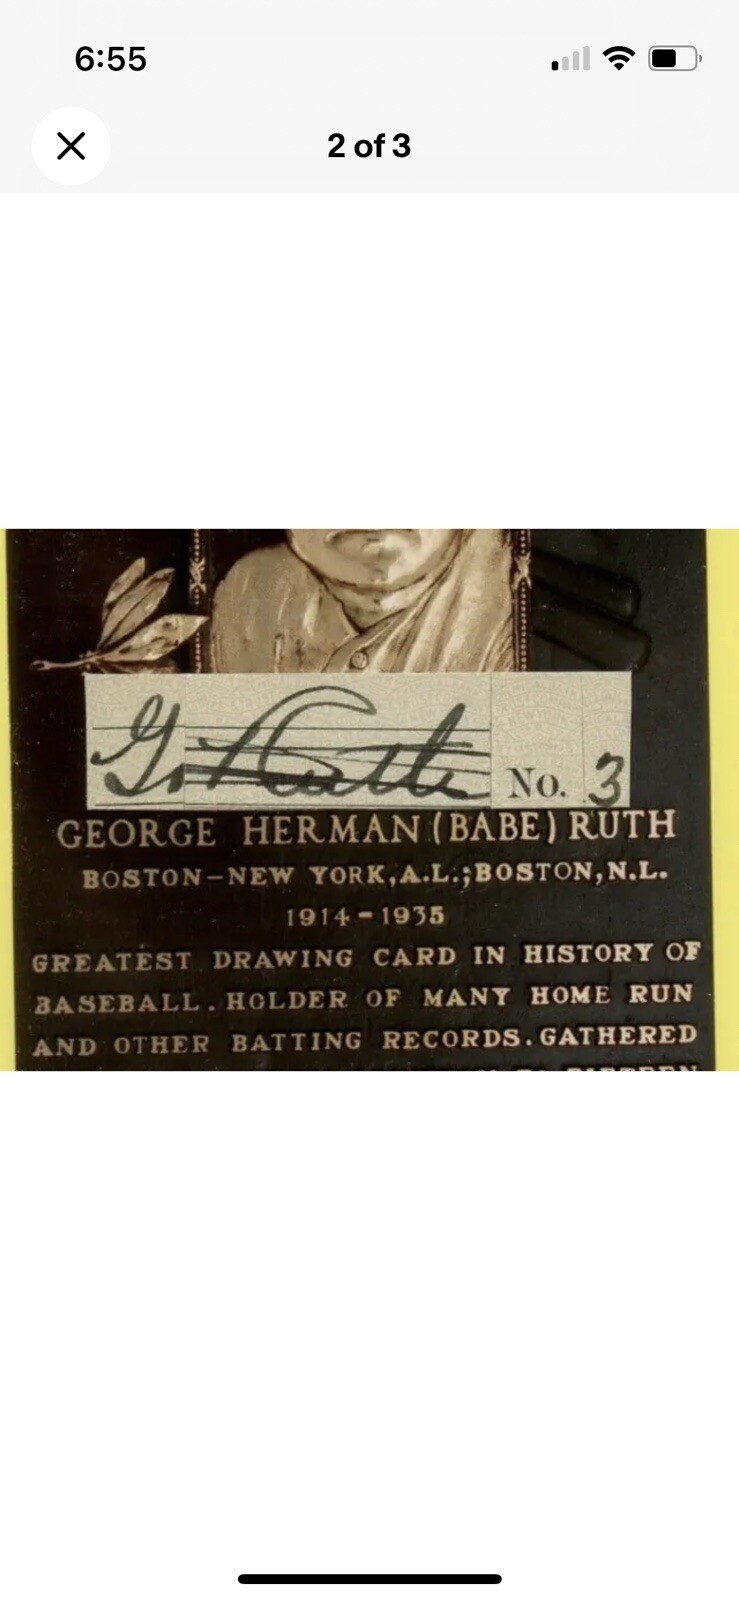 6:55
2 of 3
G. H. Ruth No. 3
GEORGE HERMAN (BABE) RUTH
BOSTON-NEW YORK, A.L.; BOSTON, N.L.
1914-1935
GREATEST DRAWING CARD IN HISTORY OF
BASEBALL. HOLDER OF MANY HOME RUN
AND OTHER BATTING RECORDS. GATHERED